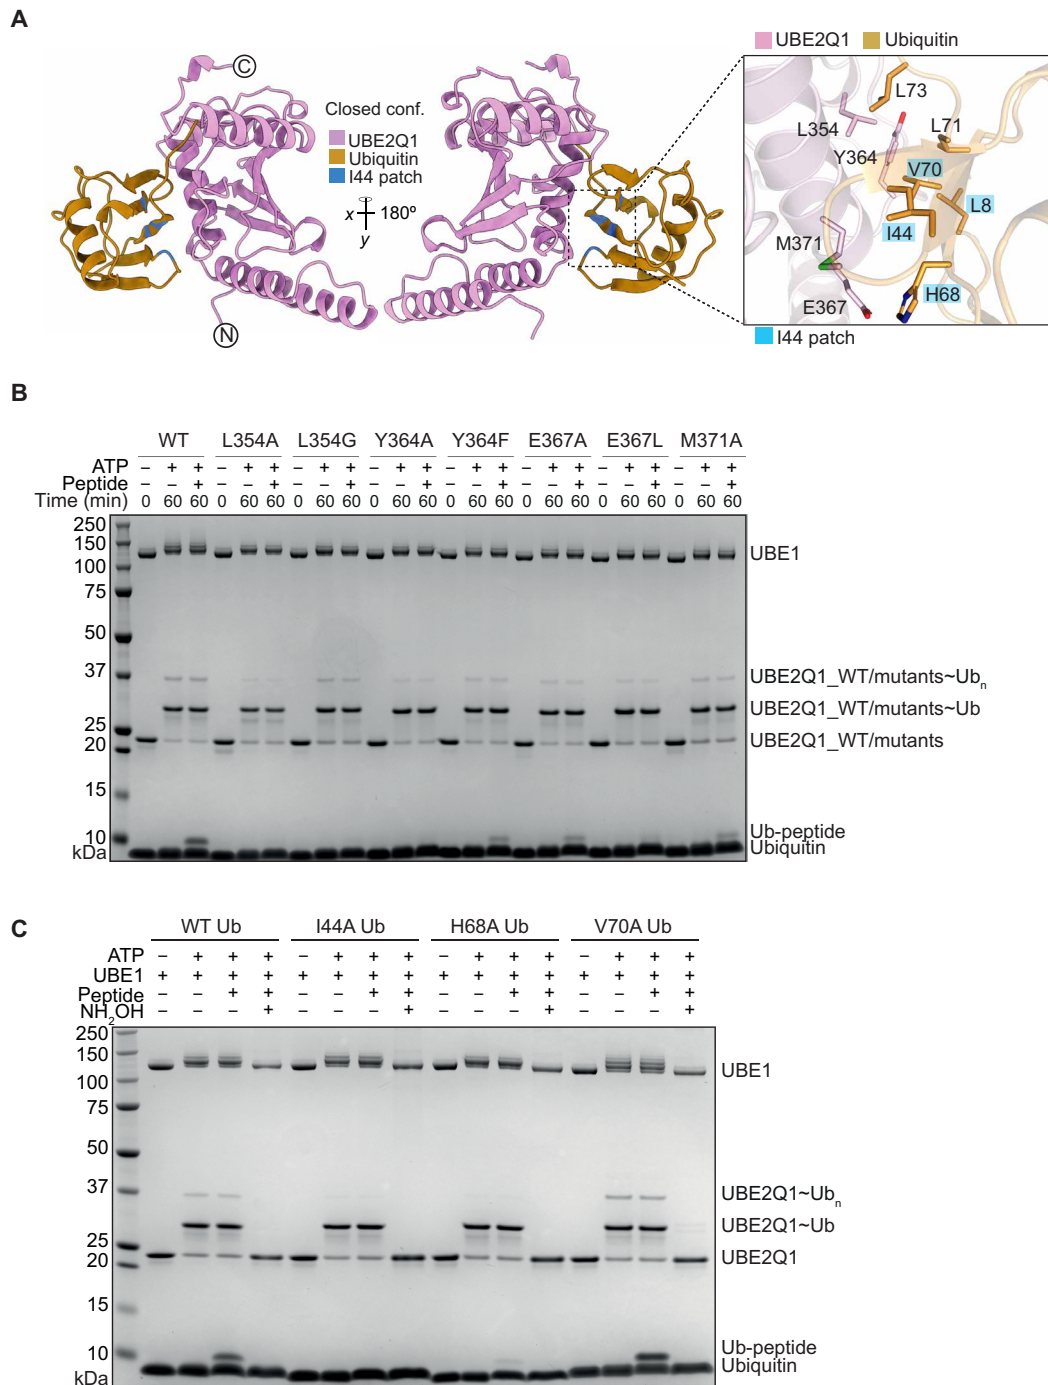 A
UBE2Q1 Ubiquitin
C
Closed conf.
UBE2Q1
Ubiquitin
I44 patch
x 180º
y
N
L73
L354
L71
Y364
V70
L8
I44
M371
H68
E367
I44 patch
B
WT L354A L354G Y364A Y364F E367A E367L M371A
ATP – + + – + + – + + – + + – + + – + + – + + – + +
Peptide – – + – – + – – + – – + – – + – – + – – + – – +
Time (min) 0 60 60 0 60 60 0 60 60 0 60 60 0 60 60 0 60 60 0 60 60 0 60 60
250
150
100
75
50
37
25
20
15
10
kDa
UBE1
UBE2Q1_WT/mutants~Ubn
UBE2Q1_WT/mutants~Ub
UBE2Q1_WT/mutants
Ub-peptide
Ubiquitin
C
WT Ub I44A Ub H68A Ub V70A Ub
ATP – + + + – + + + – + + + – + + +
UBE1 + + + + + + + + + + + + + + + +
Peptide – – + + – – + + – – + + – – + +
NH2OH – – – + – – – + – – – + – – – +
250
150
100
75
50
37
25
20
15
10
kDa
UBE1
UBE2Q1~Ubn
UBE2Q1~Ub
UBE2Q1
Ub-peptide
Ubiquitin